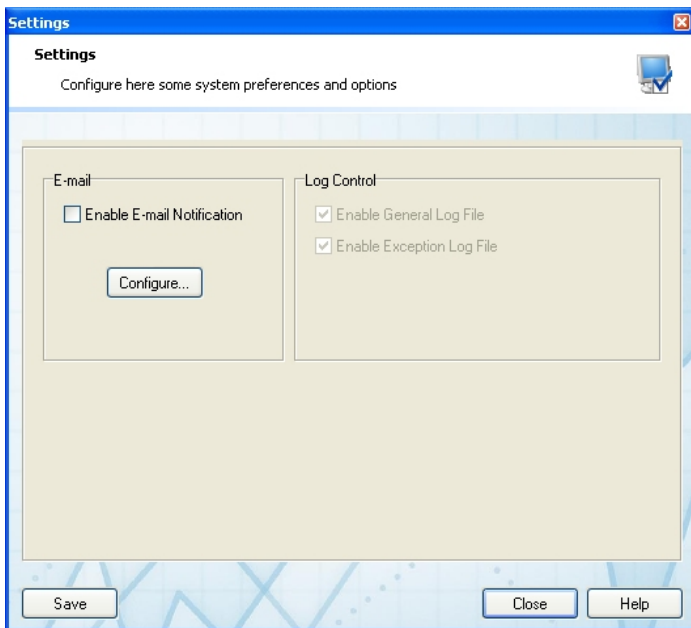 Settings
Settings
Configure here some system preferences and options
E-mail
Enable E-mail Notification
Configure...
Log Control
Enable General Log File
Enable Exception Log File
Save
Close
Help